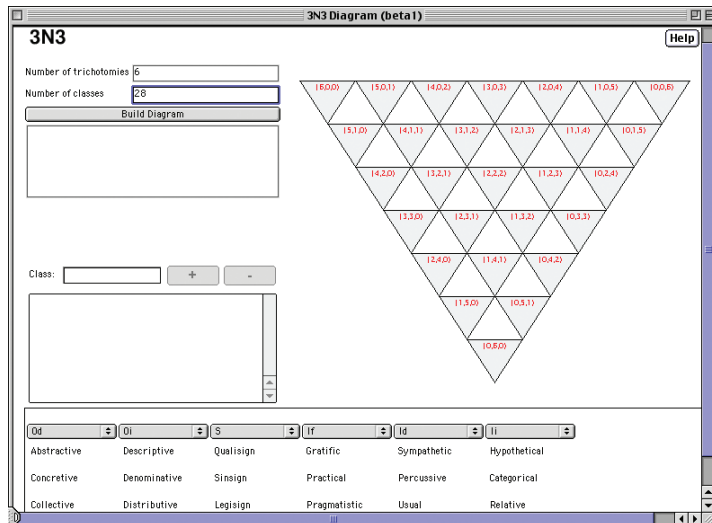 3N3 Diagram (beta1)
3N3
Help
Number of trichotomies 6
Number of classes 28
Build Diagram
(6,0,0) (5,0,1) (4,0,2) (3,0,3) (2,0,4) (1,0,5) (0,0,6)
(5,1,0) (4,1,1) (3,1,2) (2,1,3) (1,1,4) (0,1,5)
(4,2,0) (3,2,1) (2,2,2) (1,2,3) (0,2,4)
(3,3,0) (2,3,1) (1,3,2) (0,3,3)
(2,4,0) (1,4,1) (0,4,2)
(1,5,0) (0,5,1)
(0,6,0)
Class: + -
Od Oi S If Id Ii
Abstractive Descriptive Qualisign Gratific Sympathetic Hypothetical
Concretive Denominative Sinsign Practical Percussive Categorical
Collective Distributive Legisign Pragmatistic Usual Relative